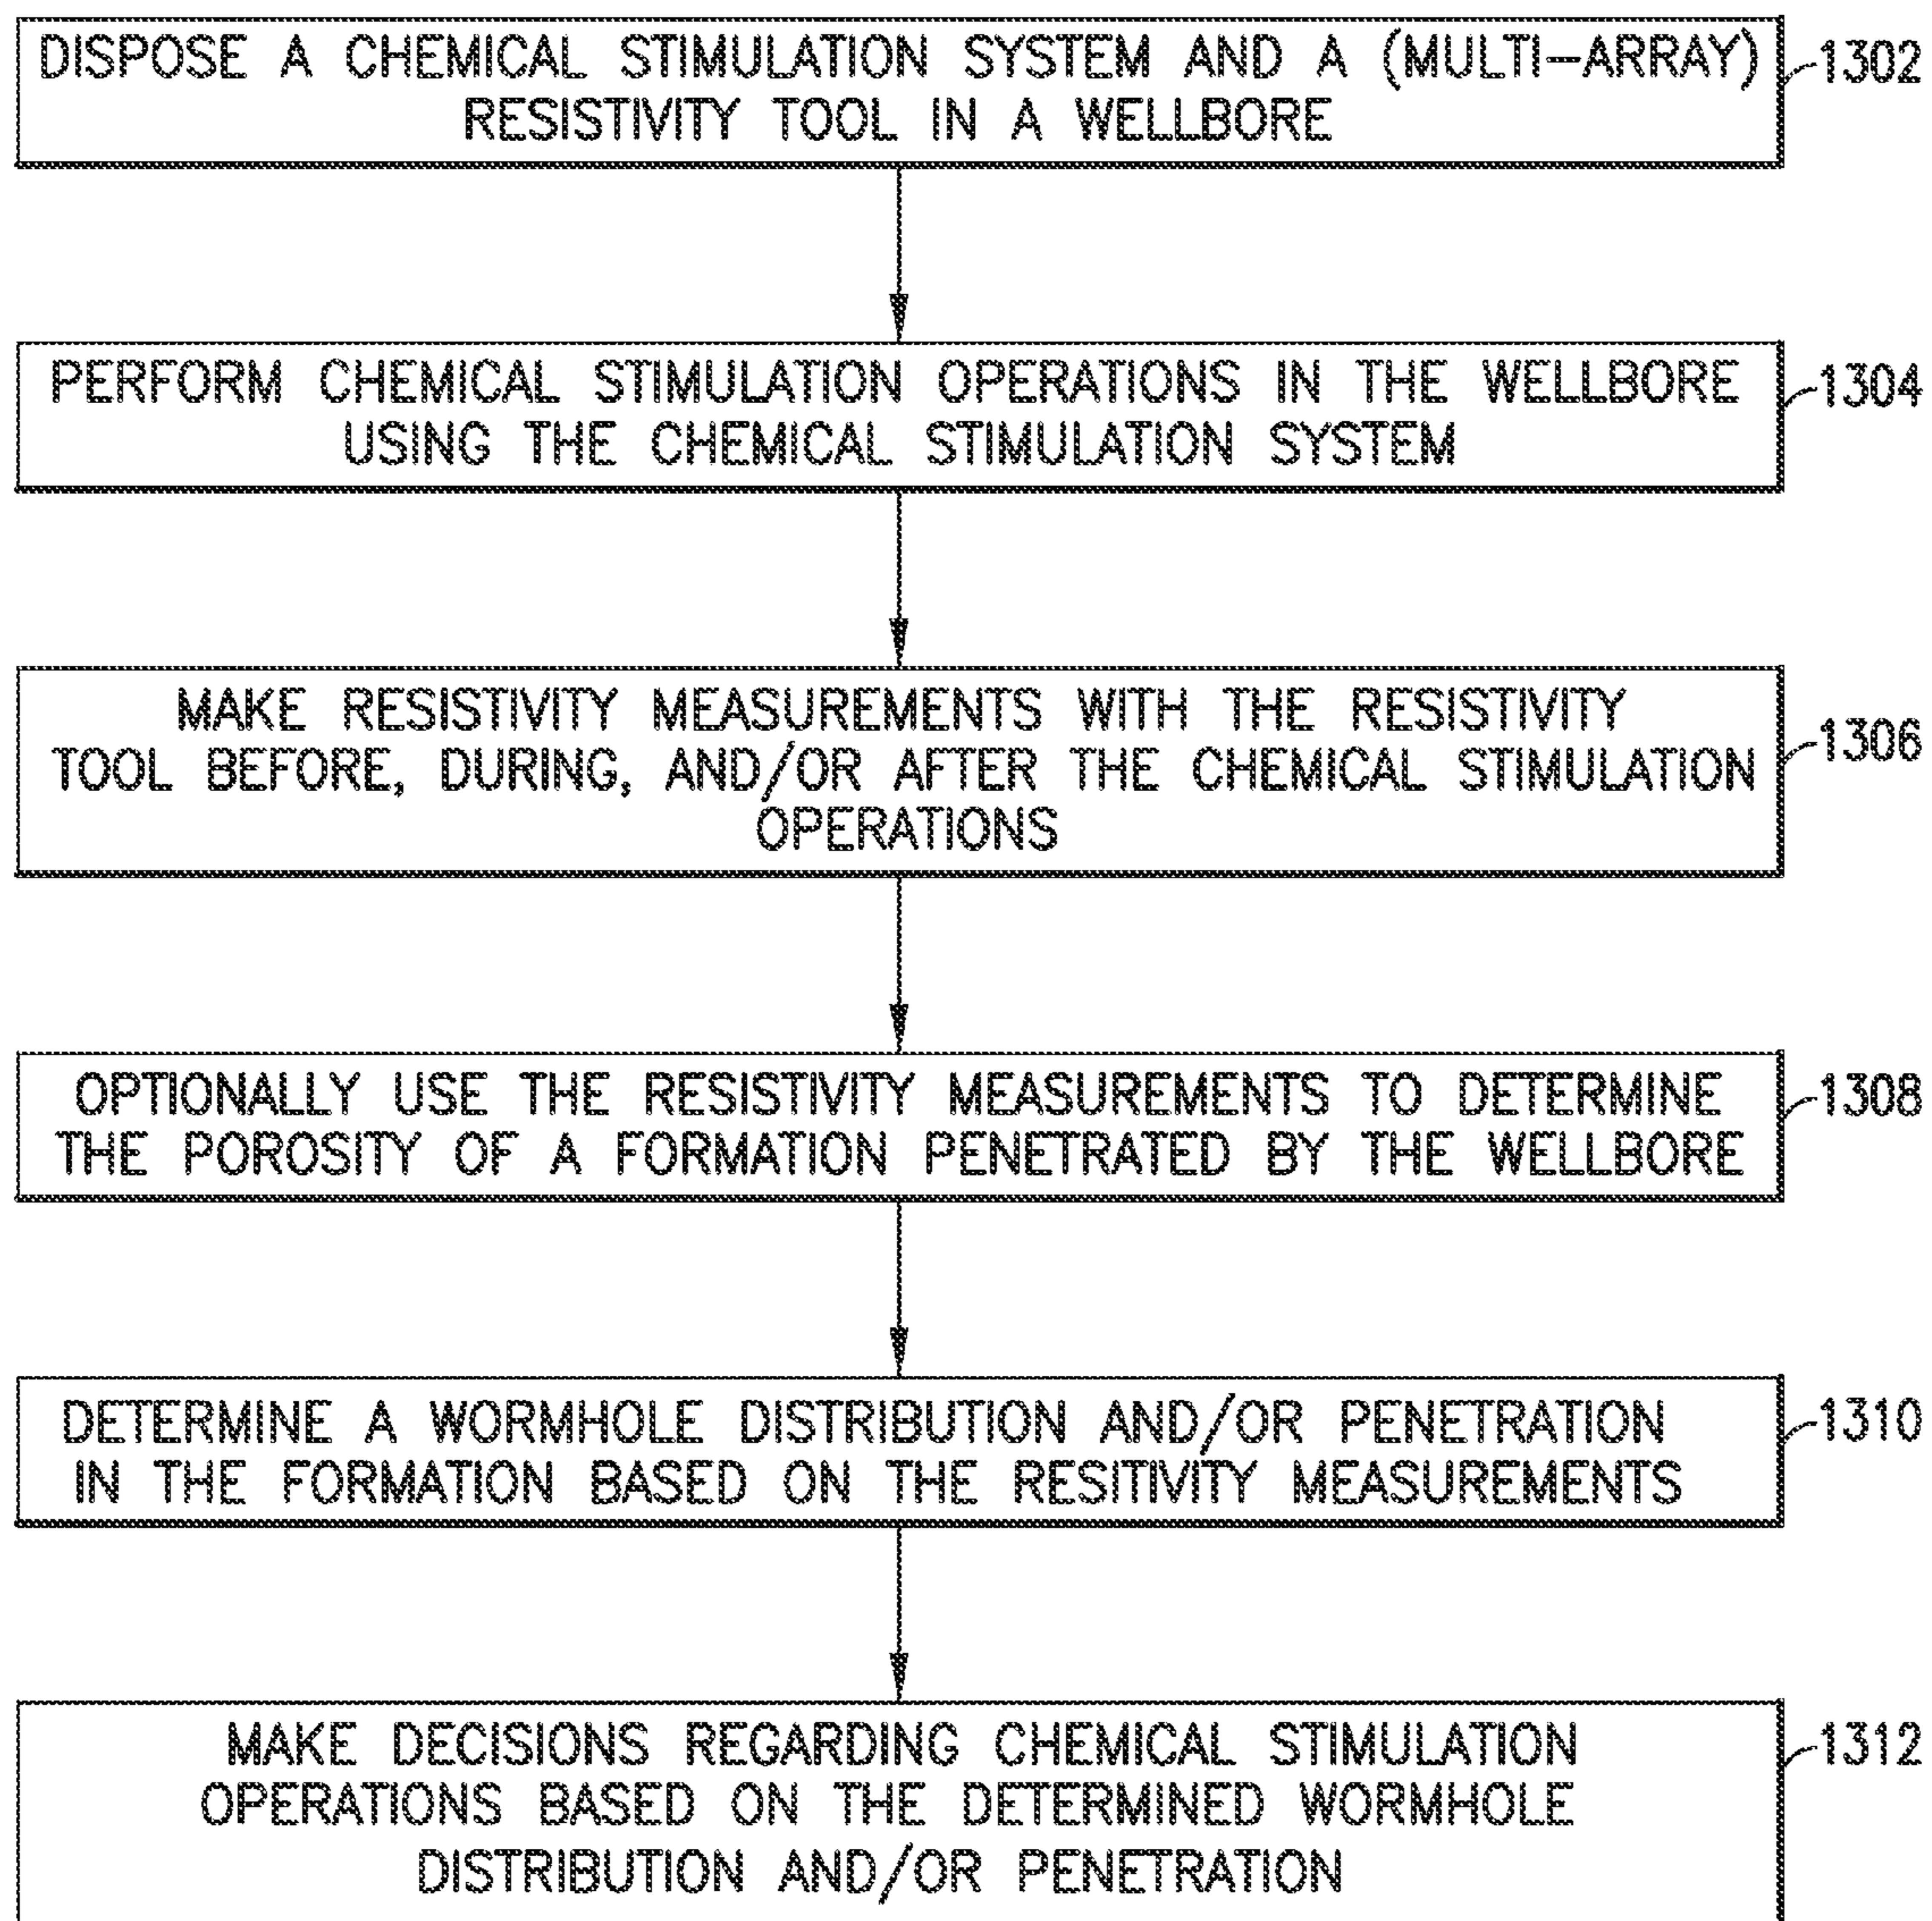 DISPOSE A CHEMICAL STIMULATION SYSTEM AND A (MULTI-ARRAY)
RESISTIVITY TOOL IN A WELLBORE
1302
PERFORM CHEMICAL STIMULATION OPERATIONS IN THE WELLBORE
USING THE CHEMICAL STIMULATION SYSTEM
1304
MAKE RESISTIVITY MEASUREMENTS WITH THE RESISTIVITY
TOOL BEFORE, DURING, AND/OR AFTER THE CHEMICAL STIMULATION
OPERATIONS
1306
OPTIONALLY USE THE RESISTIVITY MEASUREMENTS TO DETERMINE
THE POROSITY OF A FORMATION PENETRATED BY THE WELLBORE
1308
DETERMINE A WORMHOLE DISTRIBUTION AND/OR PENETRATION
IN THE FORMATION BASED ON THE RESITIVITY MEASUREMENTS
1310
MAKE DECISIONS REGARDING CHEMICAL STIMULATION
OPERATIONS BASED ON THE DETERMINED WORMHOLE
DISTRIBUTION AND/OR PENETRATION
1312